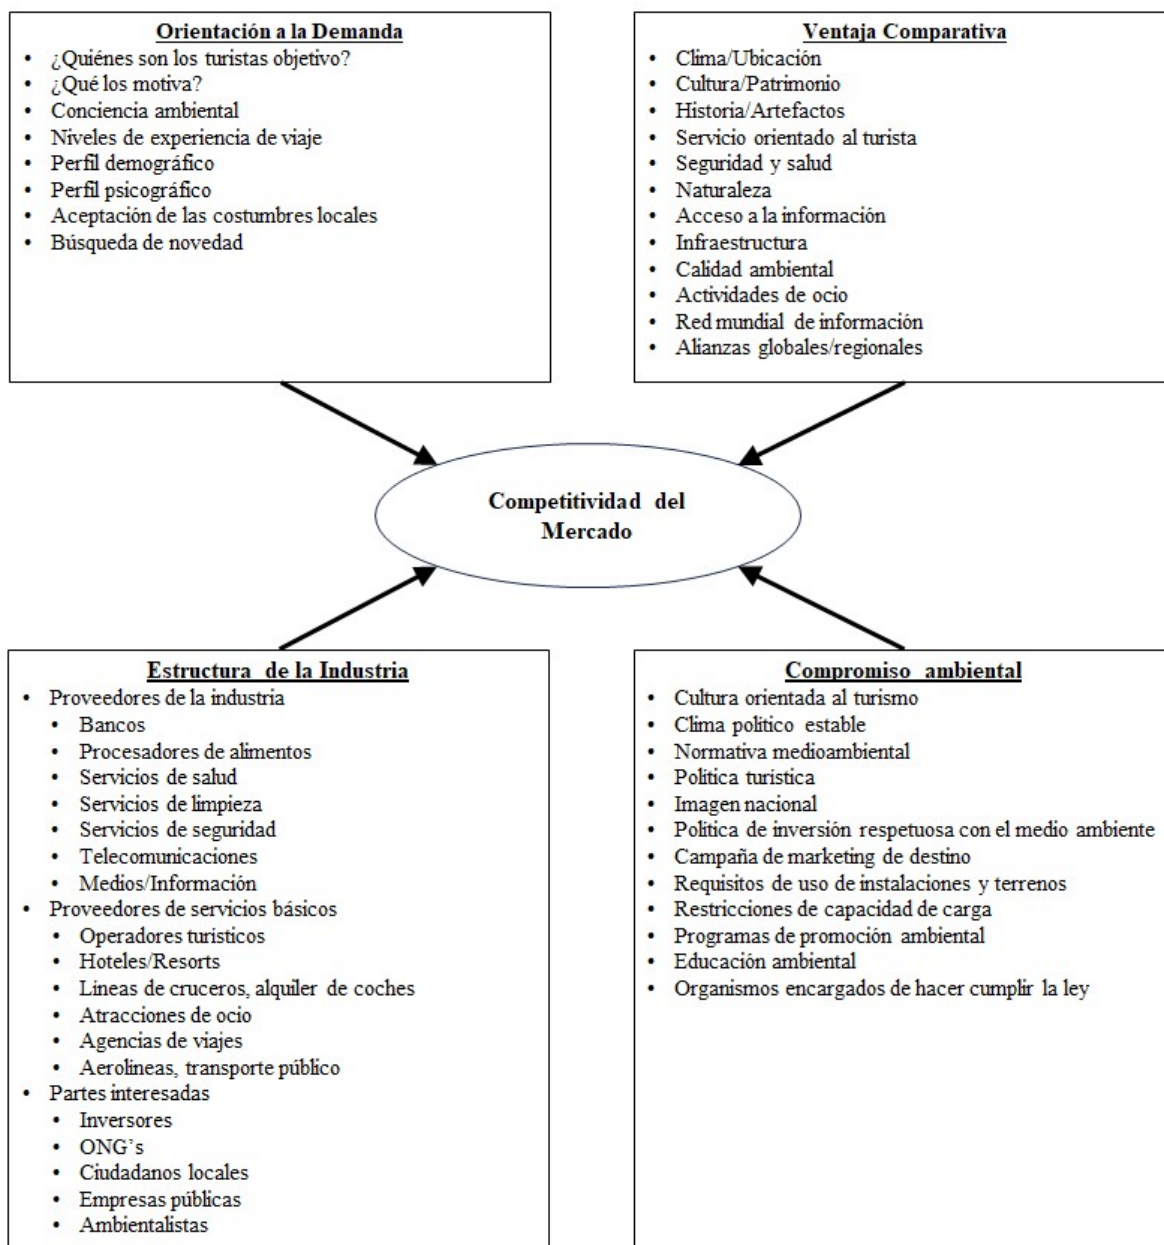 Orientación a la Demanda
• ¿Quiénes son los turistas objetivo?
• ¿Qué los motiva?
• Conciencia ambiental
• Niveles de experiencia de viaje
• Perfil demográfico
• Perfil psicográfico
• Aceptación de las costumbres locales
• Búsqueda de novedad
Ventaja Comparativa
• Clima/Ubicación
• Cultura/Patrimonio
• Historia/Artefactos
• Servicio orientado al turista
• Seguridad y salud
• Naturaleza
• Acceso a la información
• Infraestructura
• Calidad ambiental
• Actividades de ocio
• Red mundial de información
• Alianzas globales/regionales
Competitividad del
Mercado
Estructura de la Industria
• Proveedores de la industria
• Bancos
• Procesadores de alimentos
• Servicios de salud
• Servicios de limpieza
• Servicios de seguridad
• Telecomunicaciones
• Medios/Información
• Proveedores de servicios básicos
• Operadores turísticos
• Hoteles/Resorts
• Líneas de cruceros, alquiler de coches
• Atracciones de ocio
• Agencias de viajes
• Aerolíneas, transporte público
• Partes interesadas
• Inversores
• ONG's
• Ciudadanos locales
• Empresas públicas
• Ambientalistas
Compromiso ambiental
• Cultura orientada al turismo
• Clima político estable
• Normativa medioambiental
• Política turística
• Imagen nacional
• Política de inversión respetuosa con el medio ambiente
• Campaña de marketing de destino
• Requisitos de uso de instalaciones y terrenos
• Restricciones de capacidad de carga
• Programas de promoción ambiental
• Educación ambiental
• Organismos encargados de hacer cumplir la ley